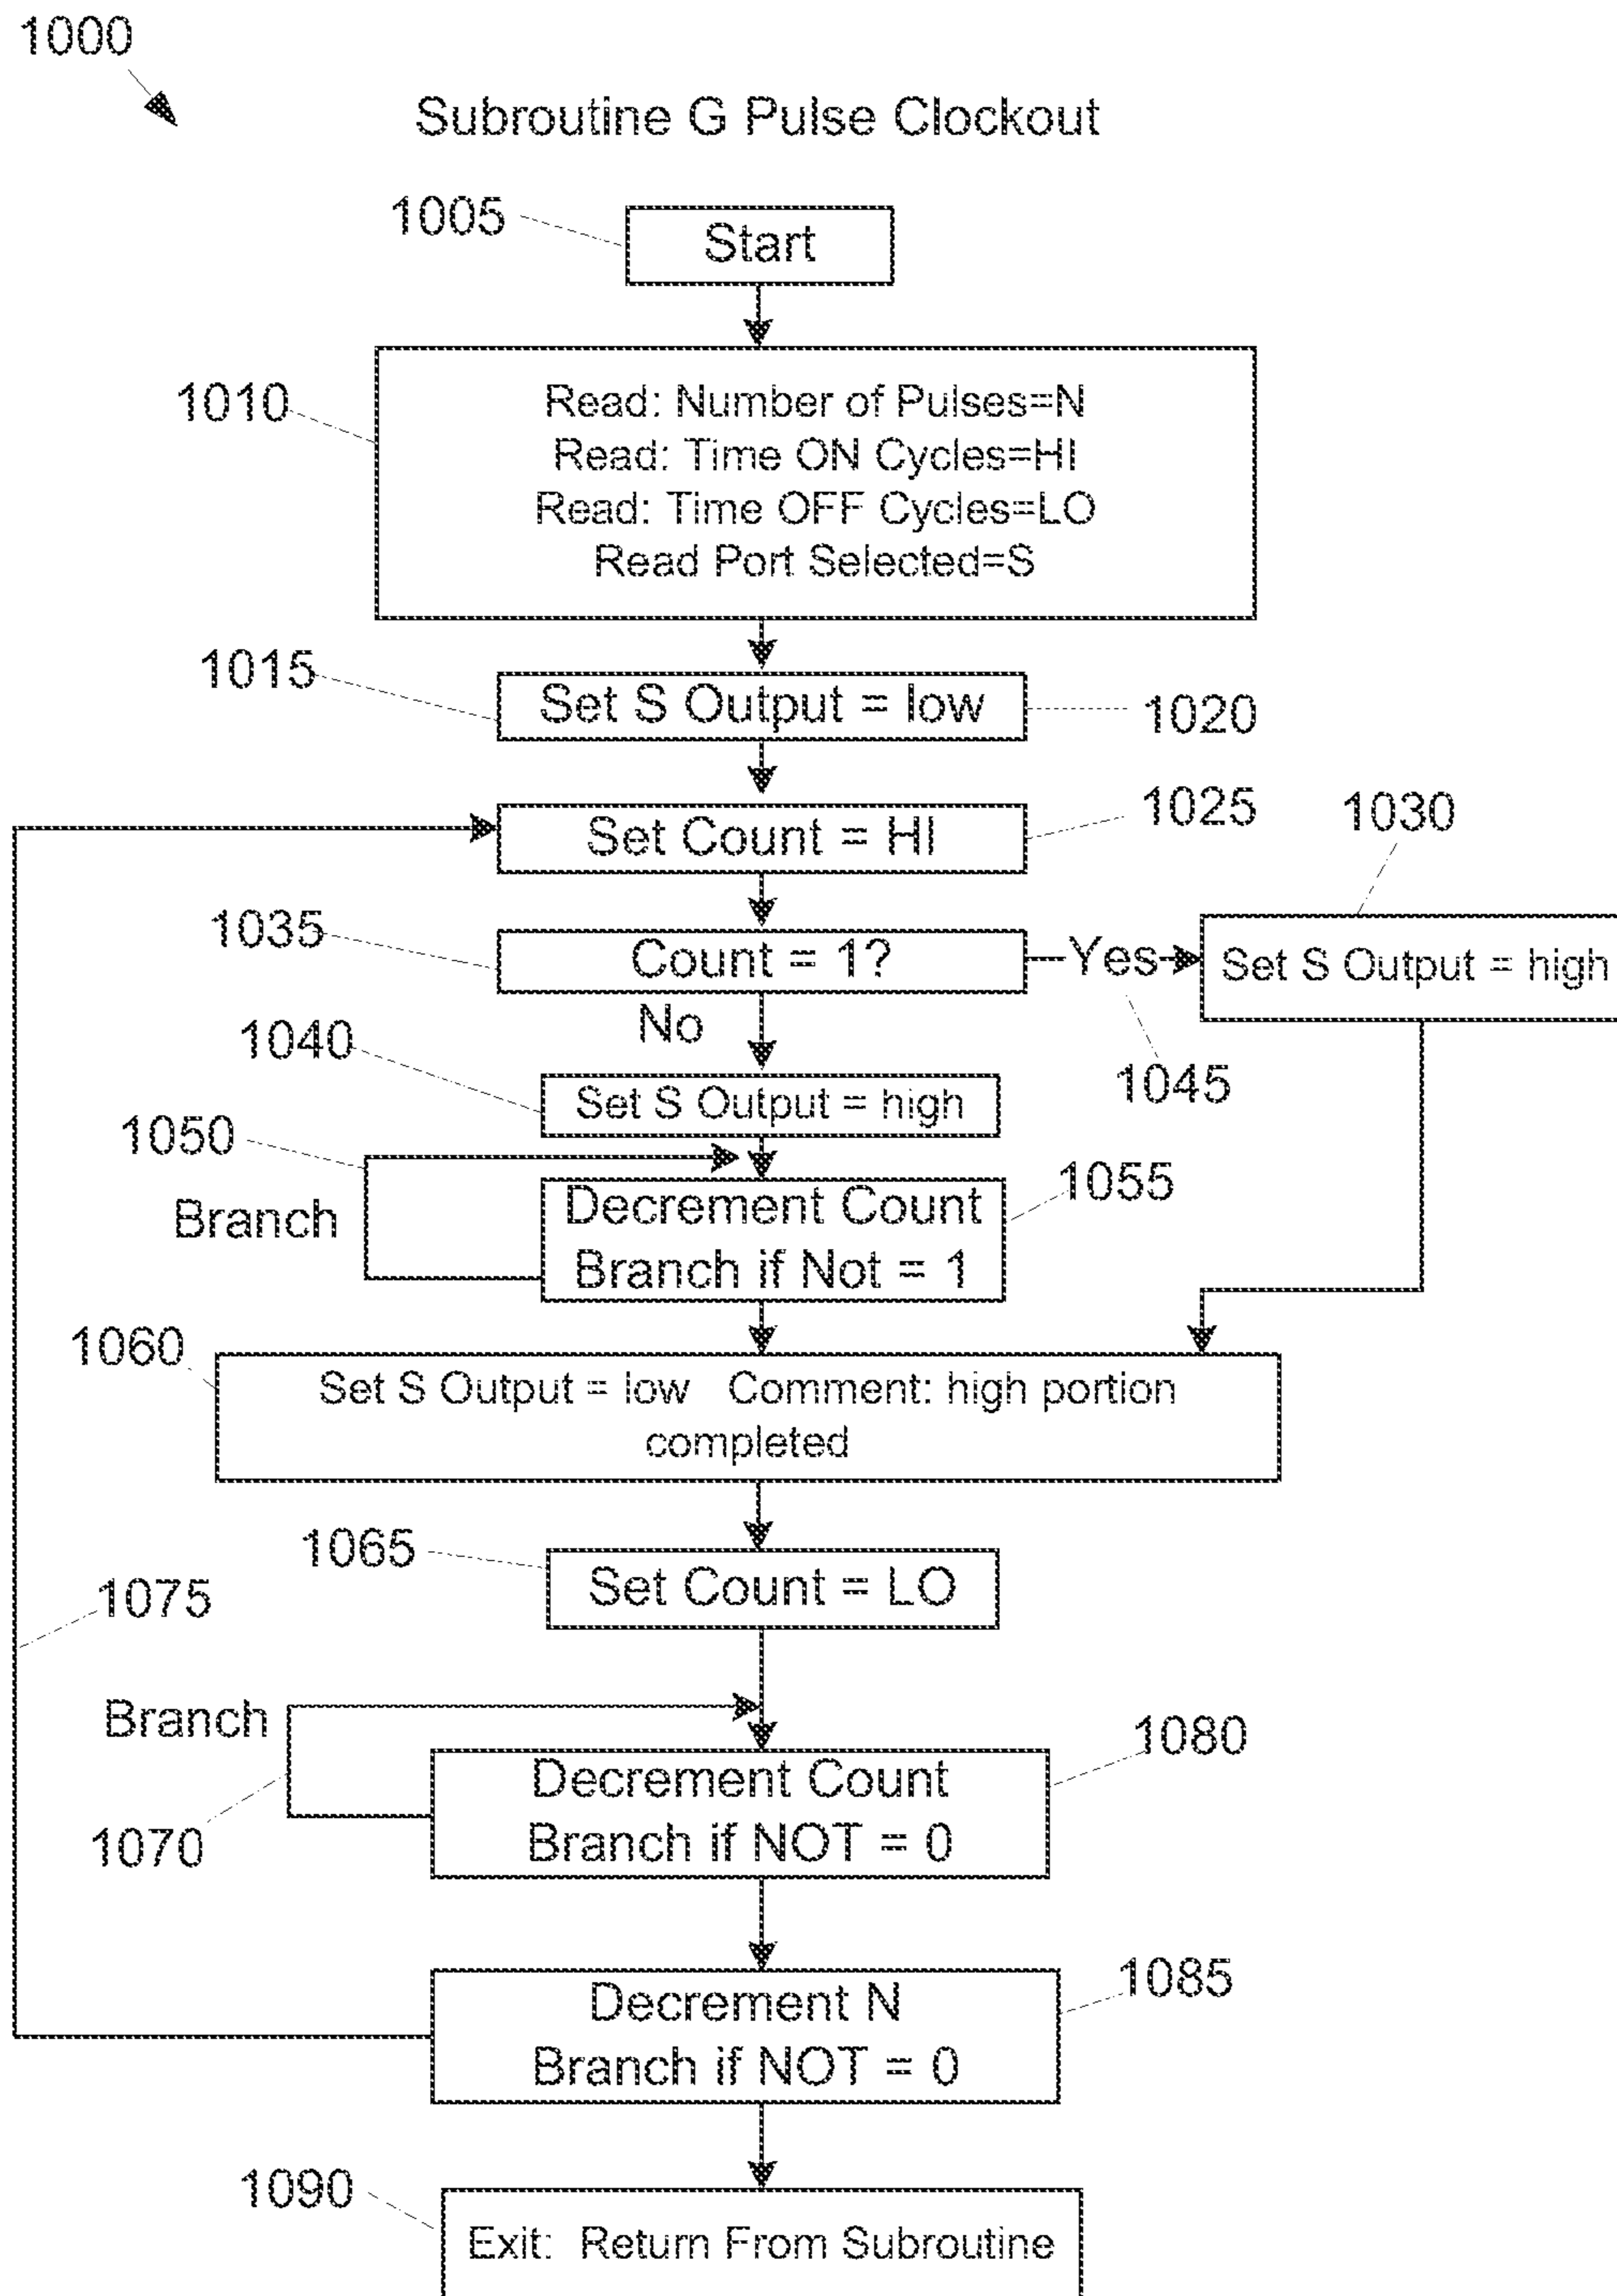 1000
Subroutine G Pulse Clockout
1005
Start
1010
Read: Number of Pulses=N
Read: Time ON Cycles=HI
Read: Time OFF Cycles=LO
Read Port Selected=S
1015
Set S Output = low
1020
Set Count = HI
1025
1030
1035
Count = 1?
Yes
Set S Output = high
No
1040
1045
Set S Output = high
1050
Branch
Decrement Count
Branch if Not = 1
1055
1060
Set S Output = low Comment: high portion
completed
1065
Set Count = LO
1075
Branch
1070
Decrement Count
Branch if NOT = 0
1080
Decrement N
Branch if NOT = 0
1085
1090
Exit: Return From Subroutine